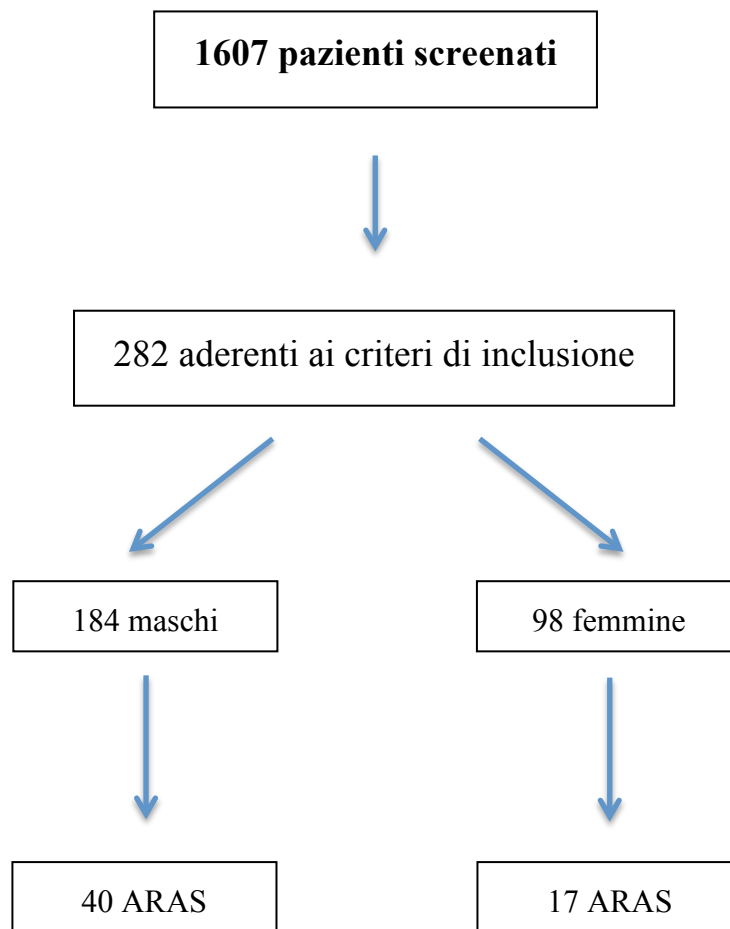 1607 pazienti screenati
282 aderenti ai criteri di inclusione
184 maschi
98 femmine
40 ARAS
17 ARAS